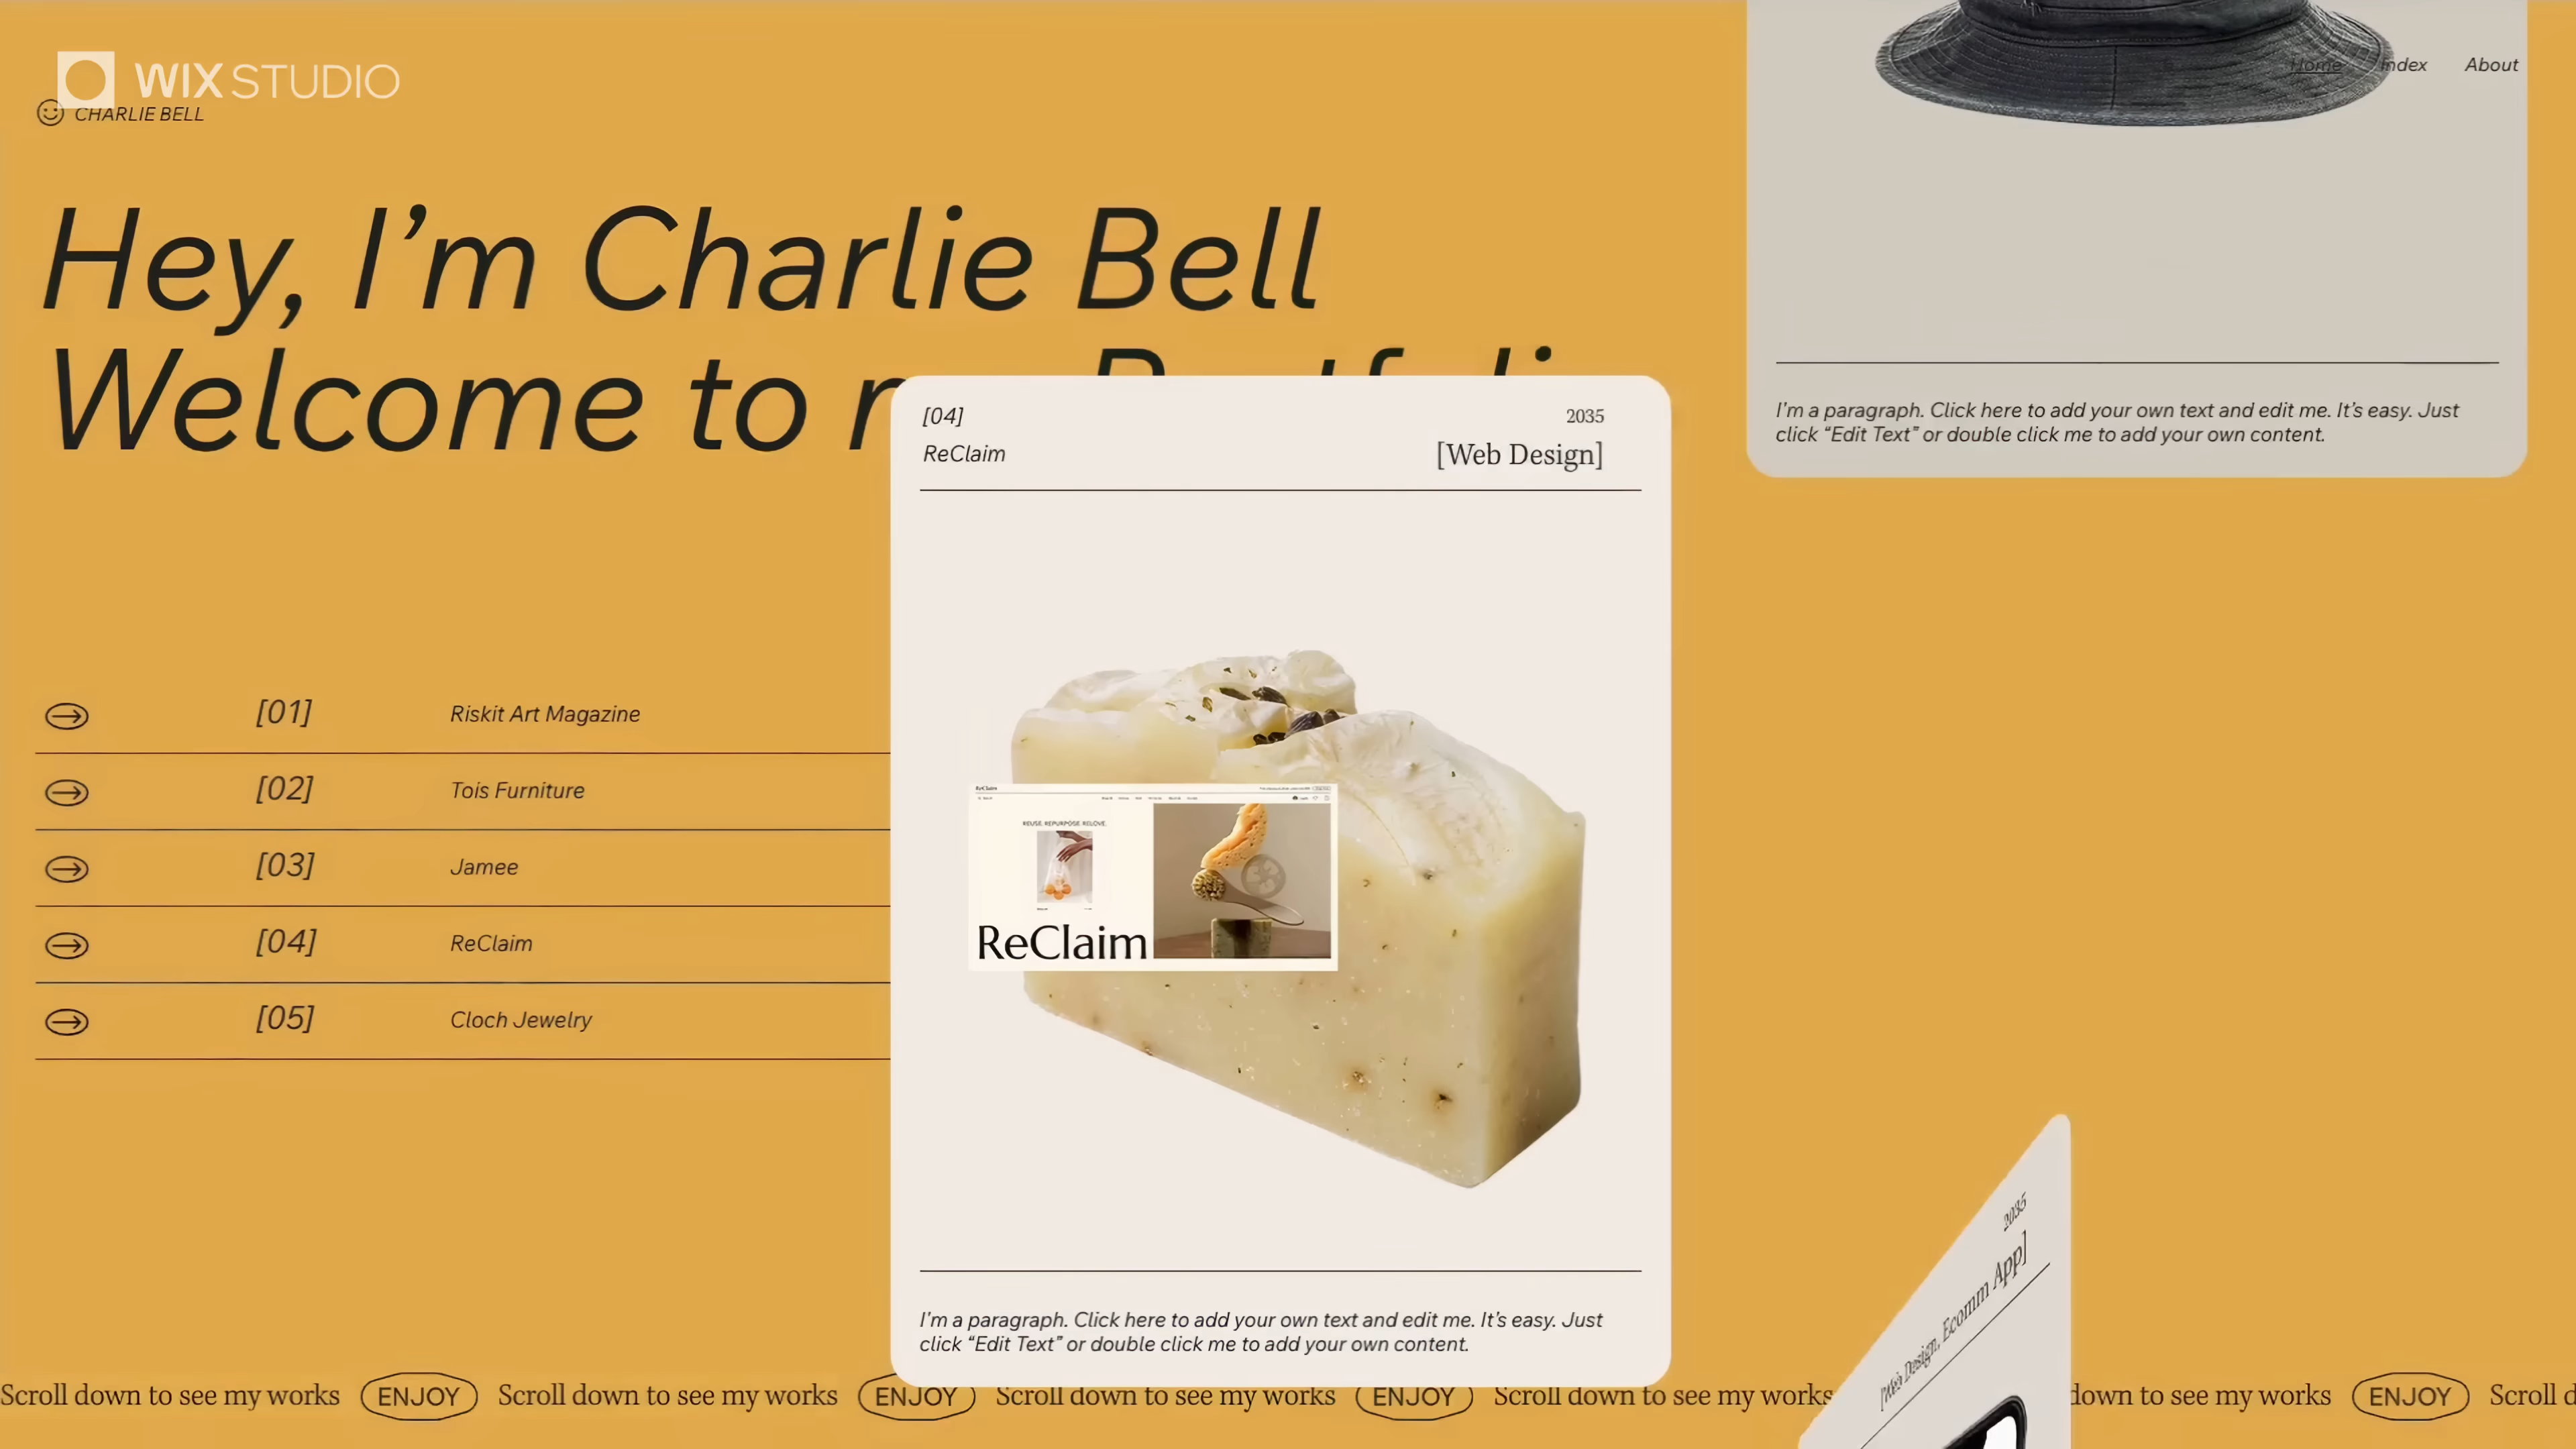 WIX STUDIO
CHARLIE BELL
Home Index About
Hey, I'm Charlie Bell
Welcome to my Portfolio
[01] Riskit Art Magazine
[02] Tois Furniture
[03] Jamee
[04] ReClaim
[05] Cloch Jewelry
[04] 2035
ReClaim [Web Design]
ReClaim
REUSE. REPURPOSE. RELOVE.
ReClaim
I'm a paragraph. Click here to add your own text and edit me. It's easy. Just
click “Edit Text” or double click me to add your own content.
I'm a paragraph. Click here to add your own text and edit me. It's easy. Just
click “Edit Text” or double click me to add your own content.
2035
[Web Design, Ecomm App]
Scroll down to see my works ENJOY Scroll down to see my works ENJOY Scroll down to see my works ENJOY Scroll down to see my works down to see my works ENJOY Scroll d